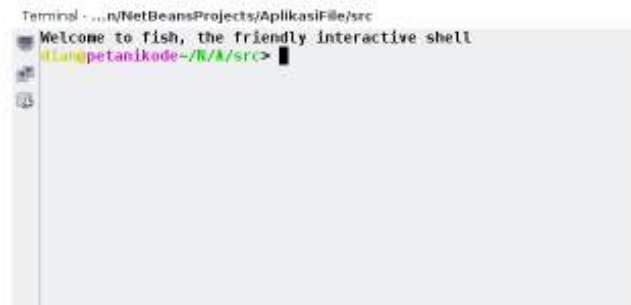 Terminal - ...n/NetBeansProjects/AplikasiFile/src
Welcome to fish, the friendly interactive shell
dian@petanikode~/N/A/src>